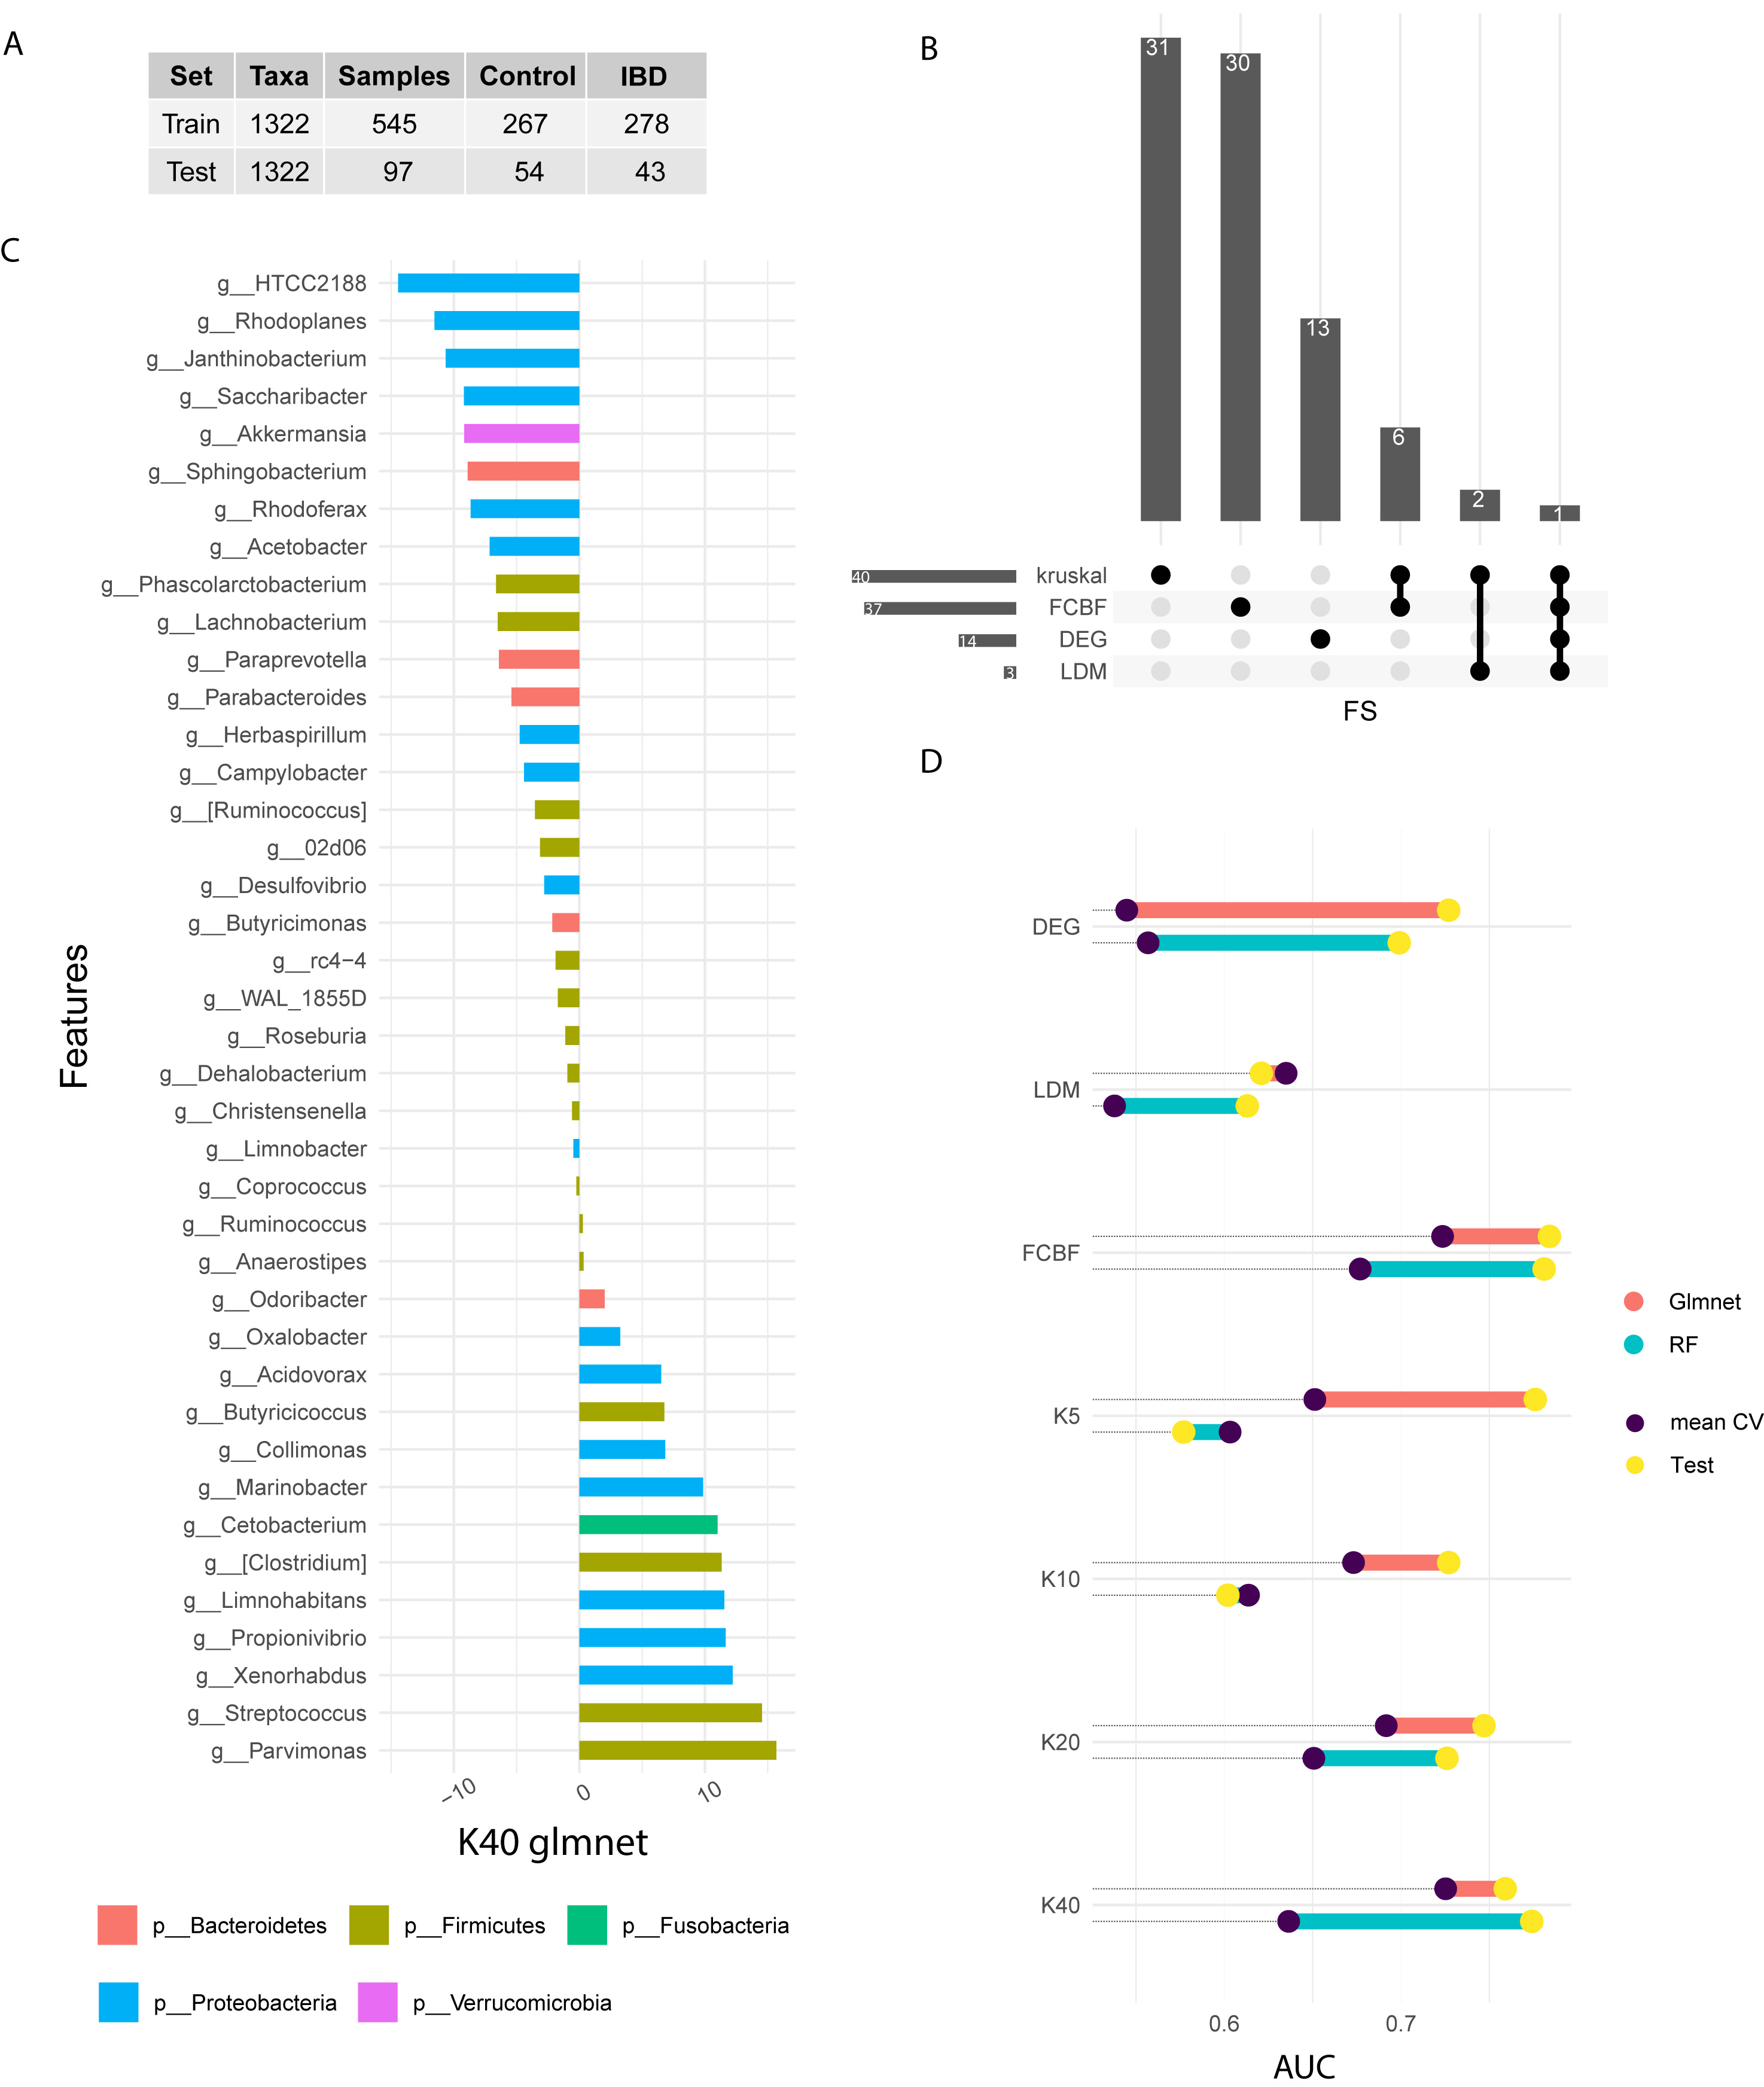 A
Set Taxa Samples Control IBD
Train 1322 545 267 278
Test 1322 97 54 43
B
31
30
13
6
2
1
40 kruskal
37 FCBF
14 DEG
3 LDM
FS
C
Features
g__HTCC2188
g__Rhodoplanes
g__Janthinobacterium
g__Saccharibacter
g__Akkermansia
g__Sphingobacterium
g__Rhodoferax
g__Acetobacter
g__Phascolarctobacterium
g__Lachnobacterium
g__Paraprevotella
g__Parabacteroides
g__Herbaspirillum
g__Campylobacter
g__[Ruminococcus]
g__02d06
g__Desulfovibrio
g__Butyricimonas
g__rc4−4
g__WAL_1855D
g__Roseburia
g__Dehalobacterium
g__Christensenella
g__Limnobacter
g__Coprococcus
g__Ruminococcus
g__Anaerostipes
g__Odoribacter
g__Oxalobacter
g__Acidovorax
g__Butyricicoccus
g__Collimonas
g__Marinobacter
g__Cetobacterium
g__[Clostridium]
g__Limnohabitans
g__Propionivibrio
g__Xenorhabdus
g__Streptococcus
g__Parvimonas
−10 0 10
K40 glmnet
p__Bacteroidetes p__Firmicutes p__Fusobacteria
p__Proteobacteria p__Verrucomicrobia
D
DEG
LDM
FCBF
K5
K10
K20
K40
0.6 0.7
AUC
Glmnet
RF
mean CV
Test